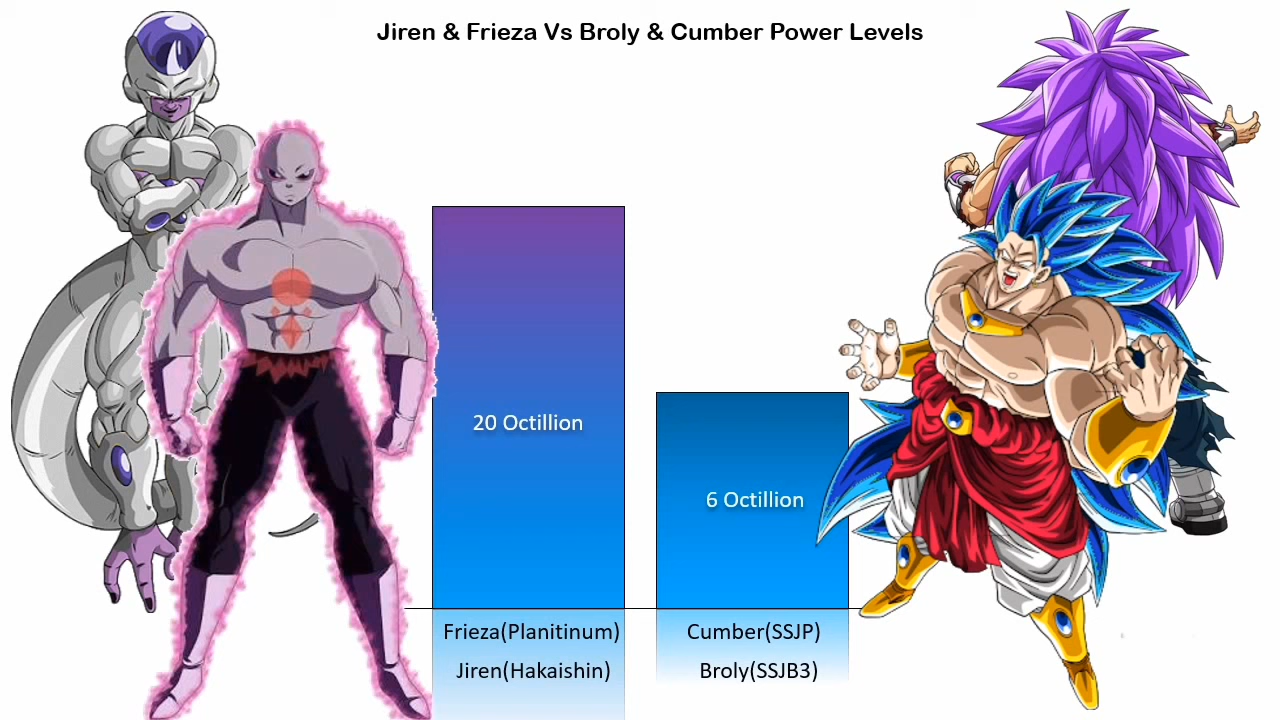 Jiren & Frieza Vs Broly & Cumber Power Levels
20 Octillion
6 Octillion
Frieza(Planitinum)
Jiren(Hakaishin)
Cumber(SSJP)
Broly(SSJB3)